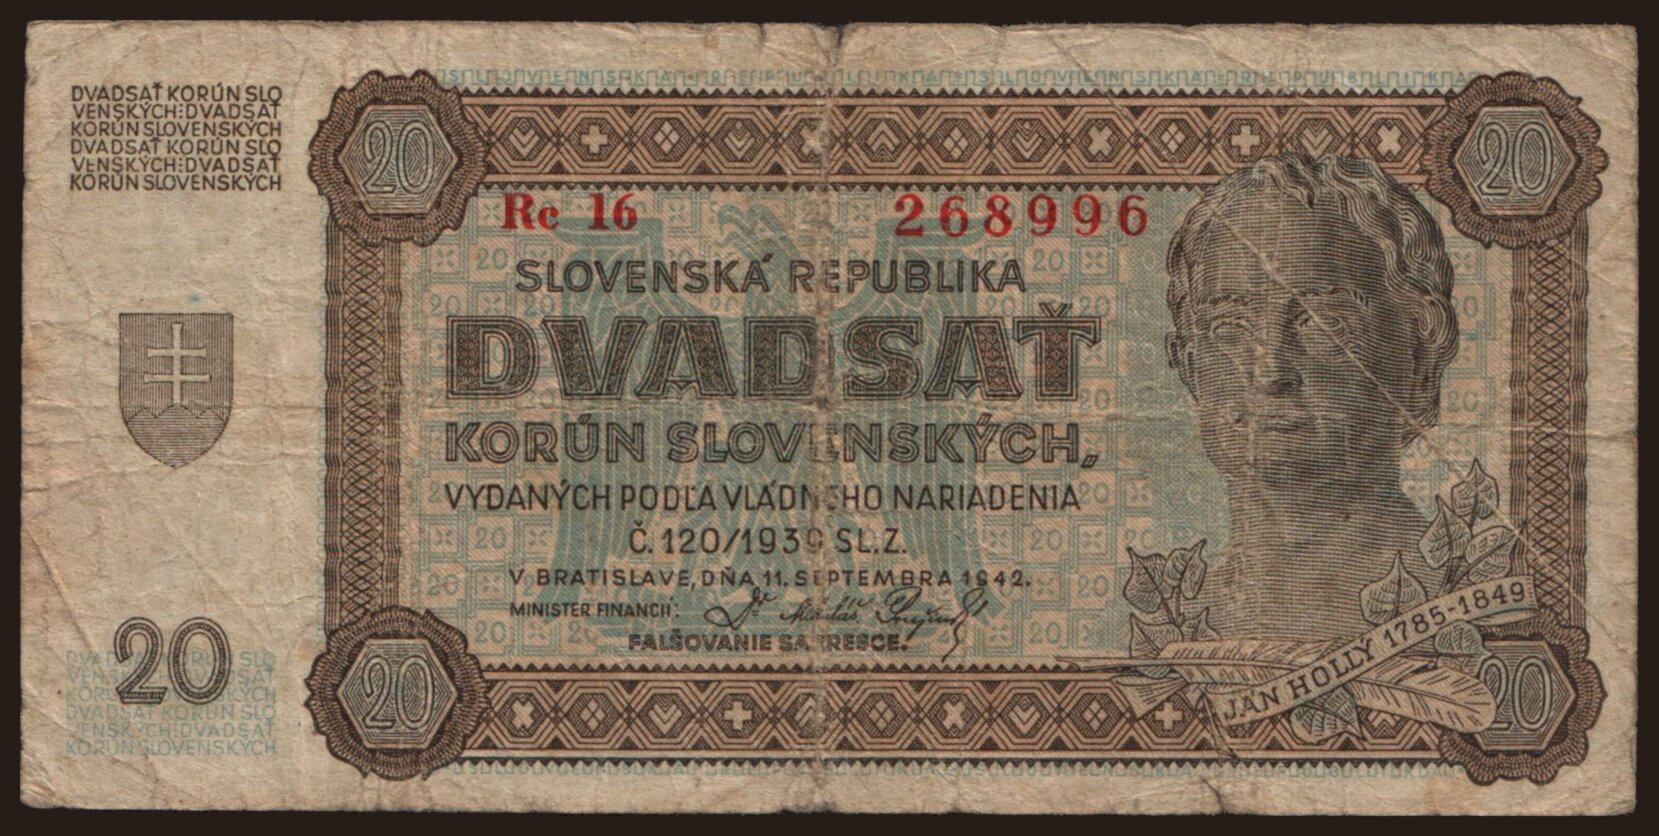 DVADSAŤ KORÚN SLO
VENSKÝCH:DVADSAŤ
KORÚN SLOVENSKÝCH
DVADSAŤ KORÚN SLO
VENSKÝCH:DVADSAŤ
KORÚN SLOVENSKÝCH
20
20
Rc 16 268996
SLOVENSKÁ REPUBLIKA
DVADSAŤ
KORÚN SLOVENSKÝCH,
VYDANÝCH PODĽA VLÁDNEHO NARIADENIA
Č. 120/1939 SL. Z.
V BRATISLAVE, DŇA 11. SEPTEMBRA 1942.
MINISTER FINANCIÍ:
FALŠOVANIE SA TRESCE.
JÁN HOLLÝ 1785-1849
20
DVADSAŤ KORÚN SLO
VENSKÝCH:DVADSAŤ
KORÚN SLOVENSKÝCH
DVADSAŤ KORÚN SLO
VENSKÝCH:DVADSAŤ
KORÚN SLOVENSKÝCH
20
20